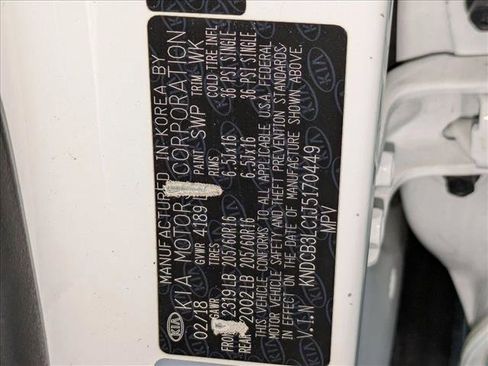 MANUFACTURED IN KOREA BY
KIA MOTORS CORPORATION
02/18 PAINT SWP TRIM WK
GVWR 4189 LB
GAWR TIRES RIMS COLD TIRE INFL
FRONT 2319LB 205/60R16 6.5Jx16 36 PSI SINGLE
REAR 2002LB 205/60R16 6.5Jx16 36 PSI SINGLE
THIS VEHICLE CONFORMS TO ALL APPLICABLE U.S.A. FEDERAL
MOTOR VEHICLE SAFETY AND THEFT PREVENTION STANDARDS
IN EFFECT ON THE DATE OF MANUFACTURE SHOWN ABOVE.
V.I.N KNDCB3LC1J5170449
MPV
KIA